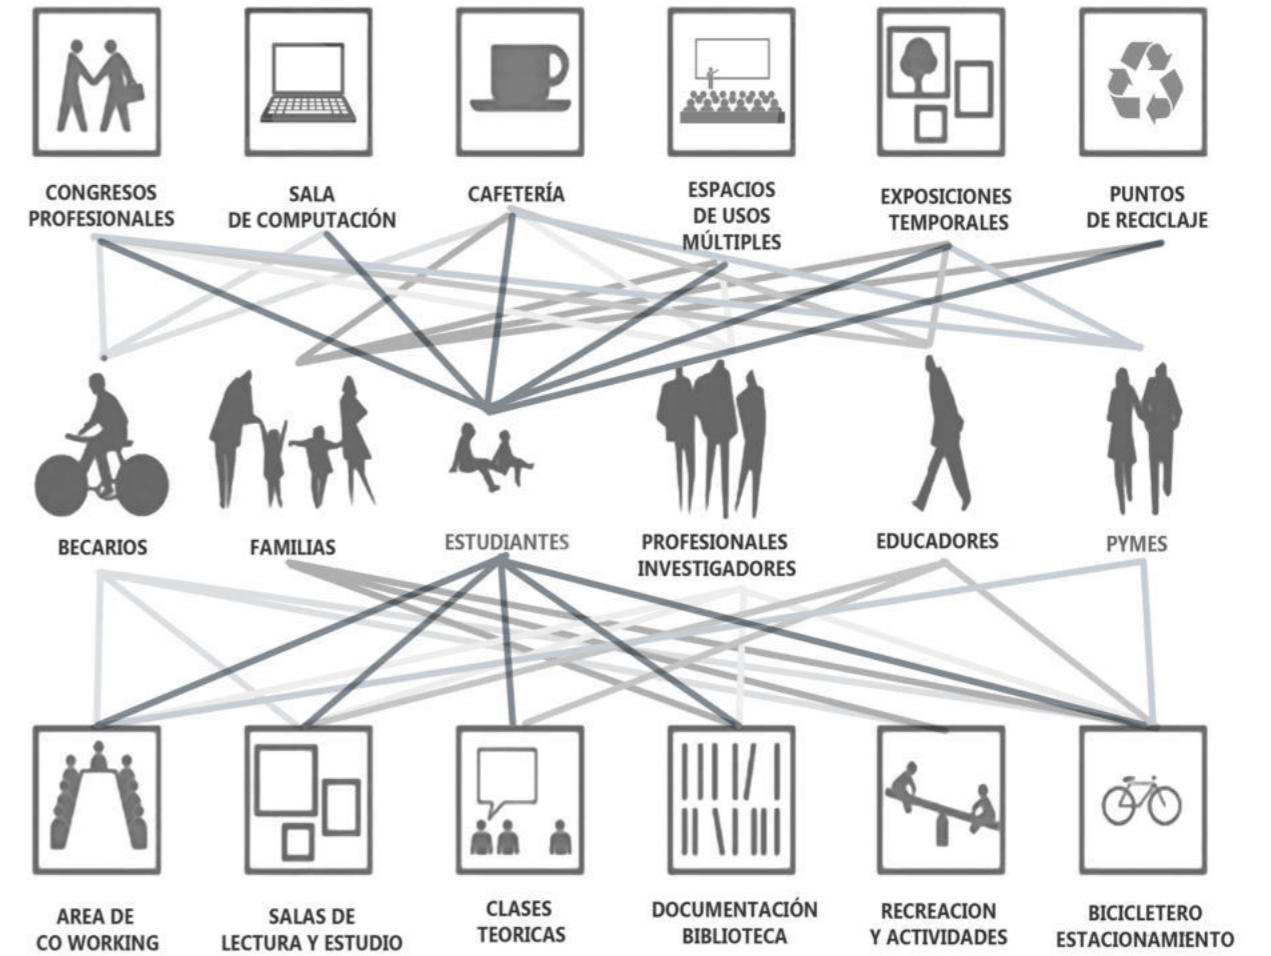 CONGRESOS
PROFESIONALES
SALA
DE COMPUTACIÓN
CAFETERÍA
ESPACIOS
DE USOS
MÚLTIPLES
EXPOSICIONES
TEMPORALES
PUNTOS
DE RECICLAJE
BECARIOS
FAMILIAS
ESTUDIANTES
PROFESIONALES
INVESTIGADORES
EDUCADORES
PYMES
AREA DE
CO WORKING
SALAS DE
LECTURA Y ESTUDIO
CLASES
TEORICAS
DOCUMENTACIÓN
BIBLIOTECA
RECREACION
Y ACTIVIDADES
BICICLETERO
ESTACIONAMIENTO